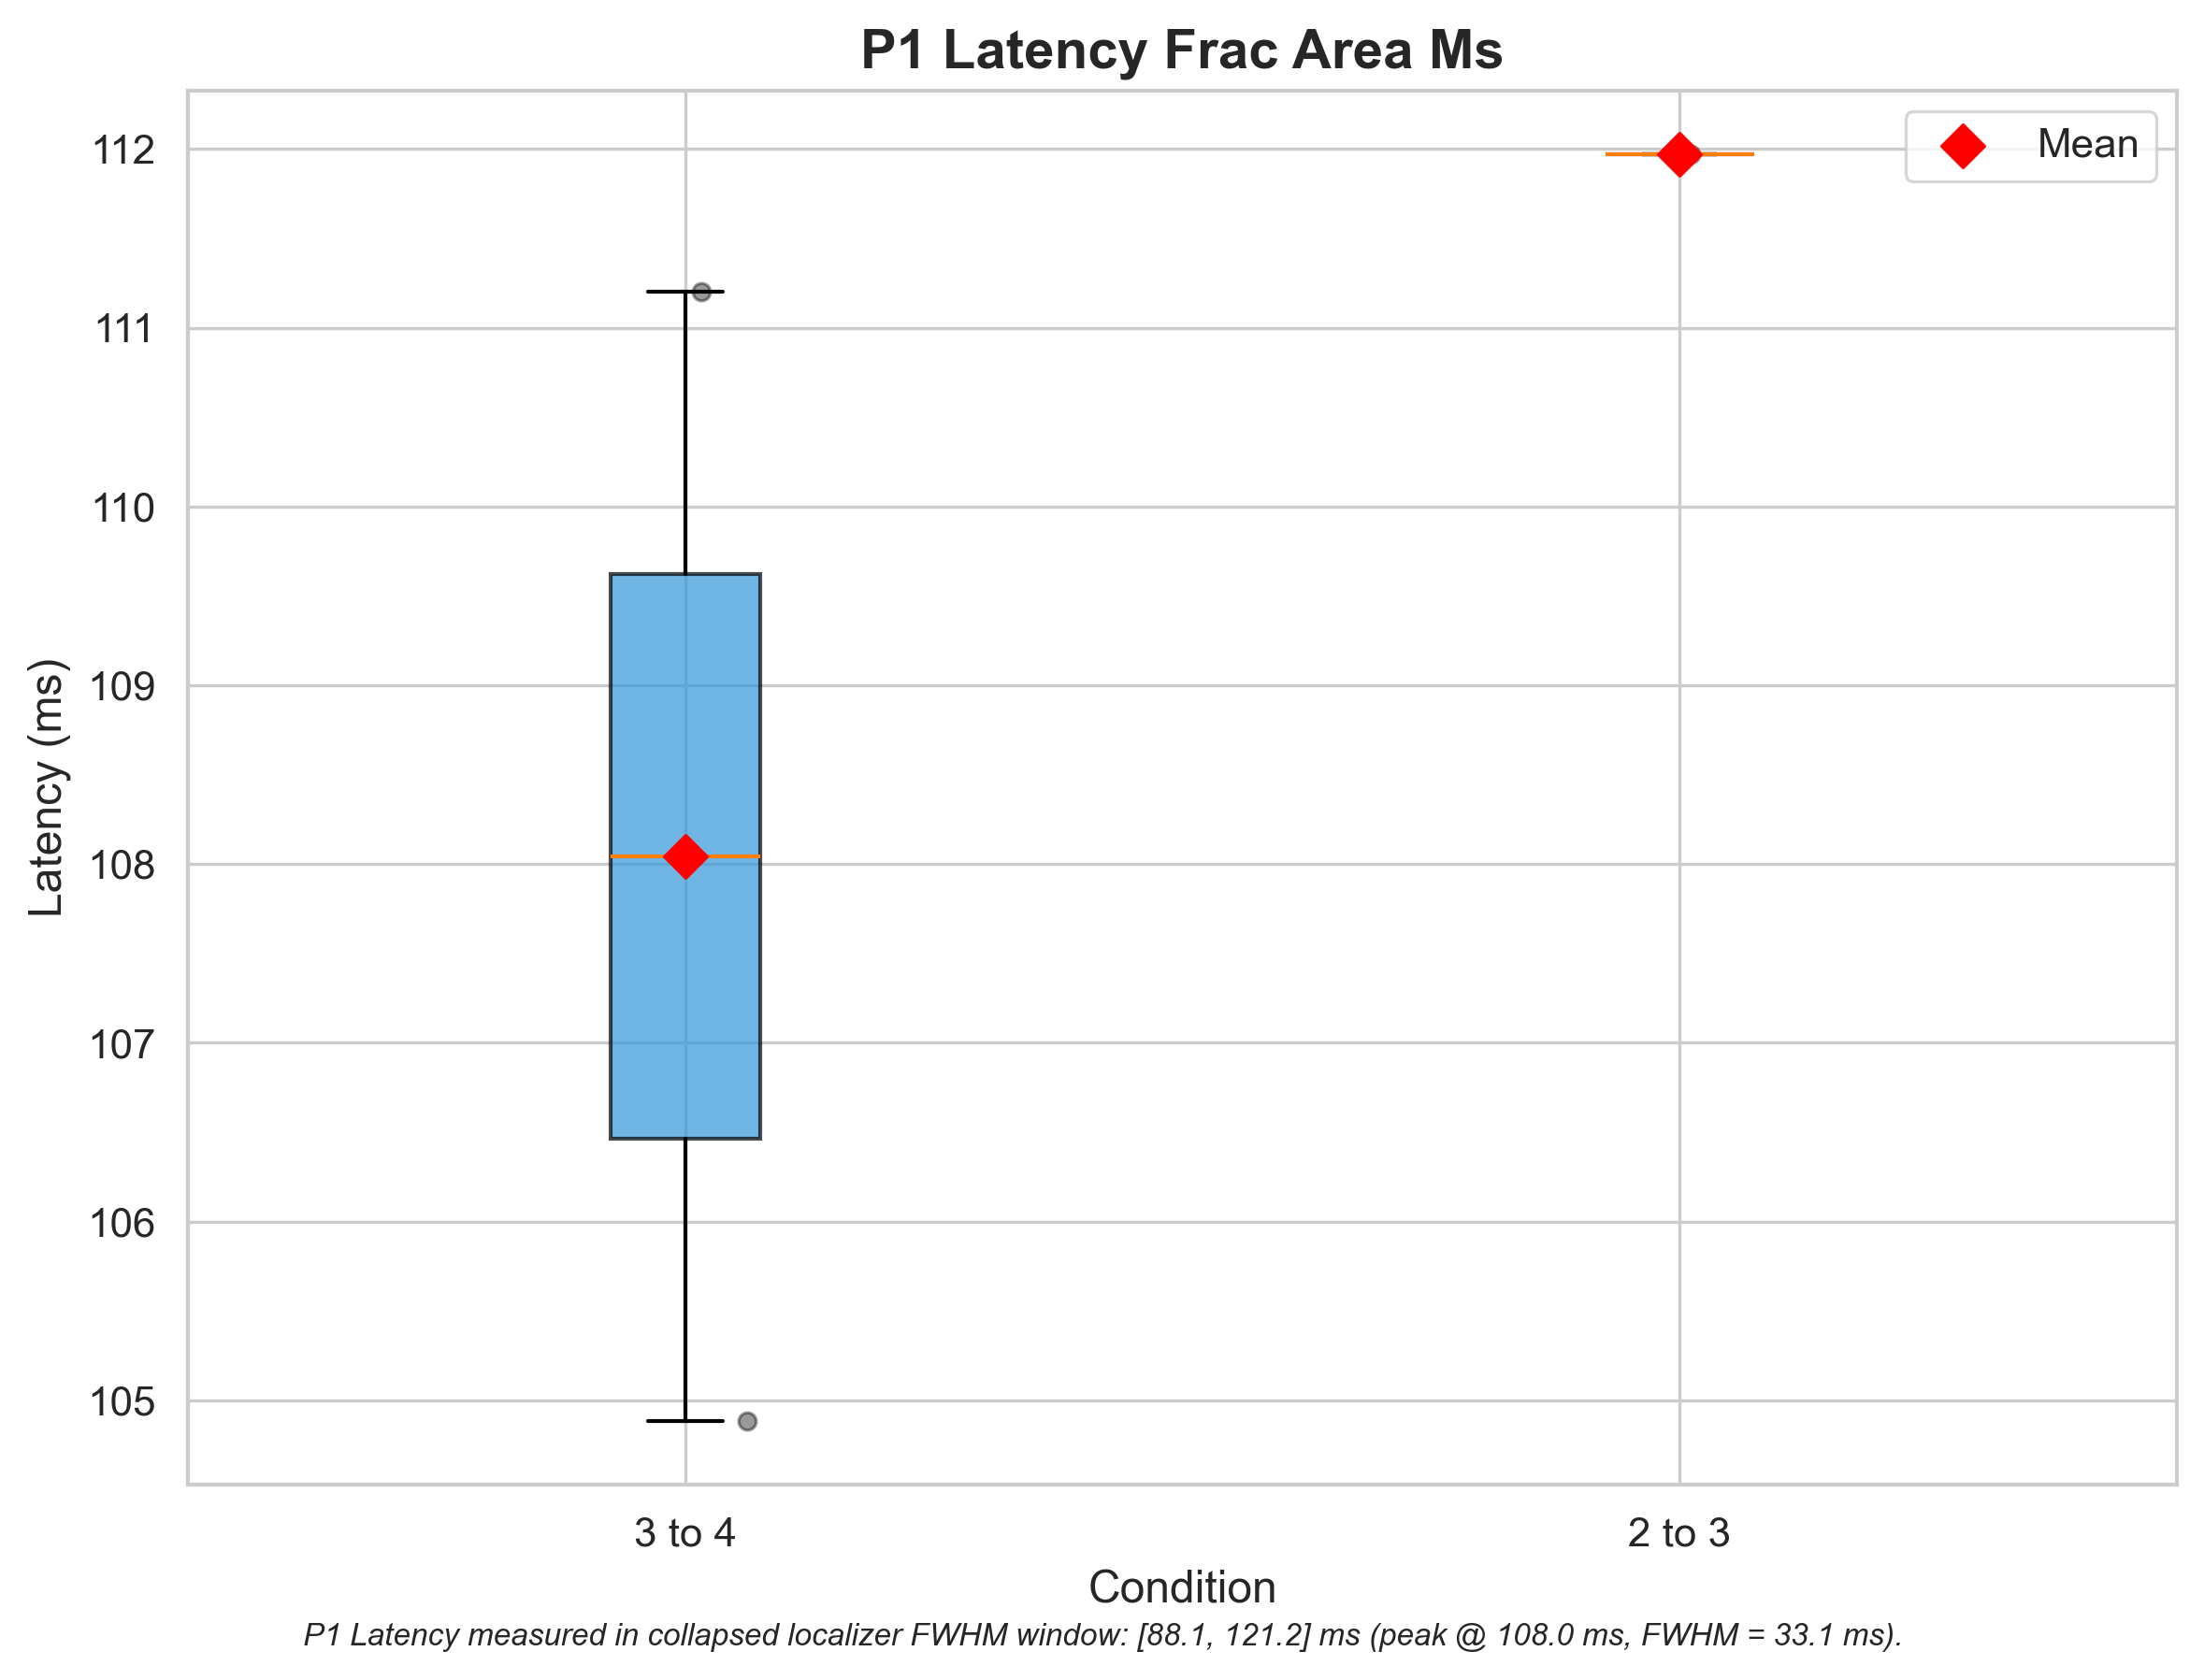 P1 Latency Frac Area Ms
Mean
112
111
110
109
108
107
106
105
Latency (ms)
3 to 4
2 to 3
Condition
P1 Latency measured in collapsed localizer FWHM window: [88.1, 121.2] ms (peak @ 108.0 ms, FWHM = 33.1 ms).